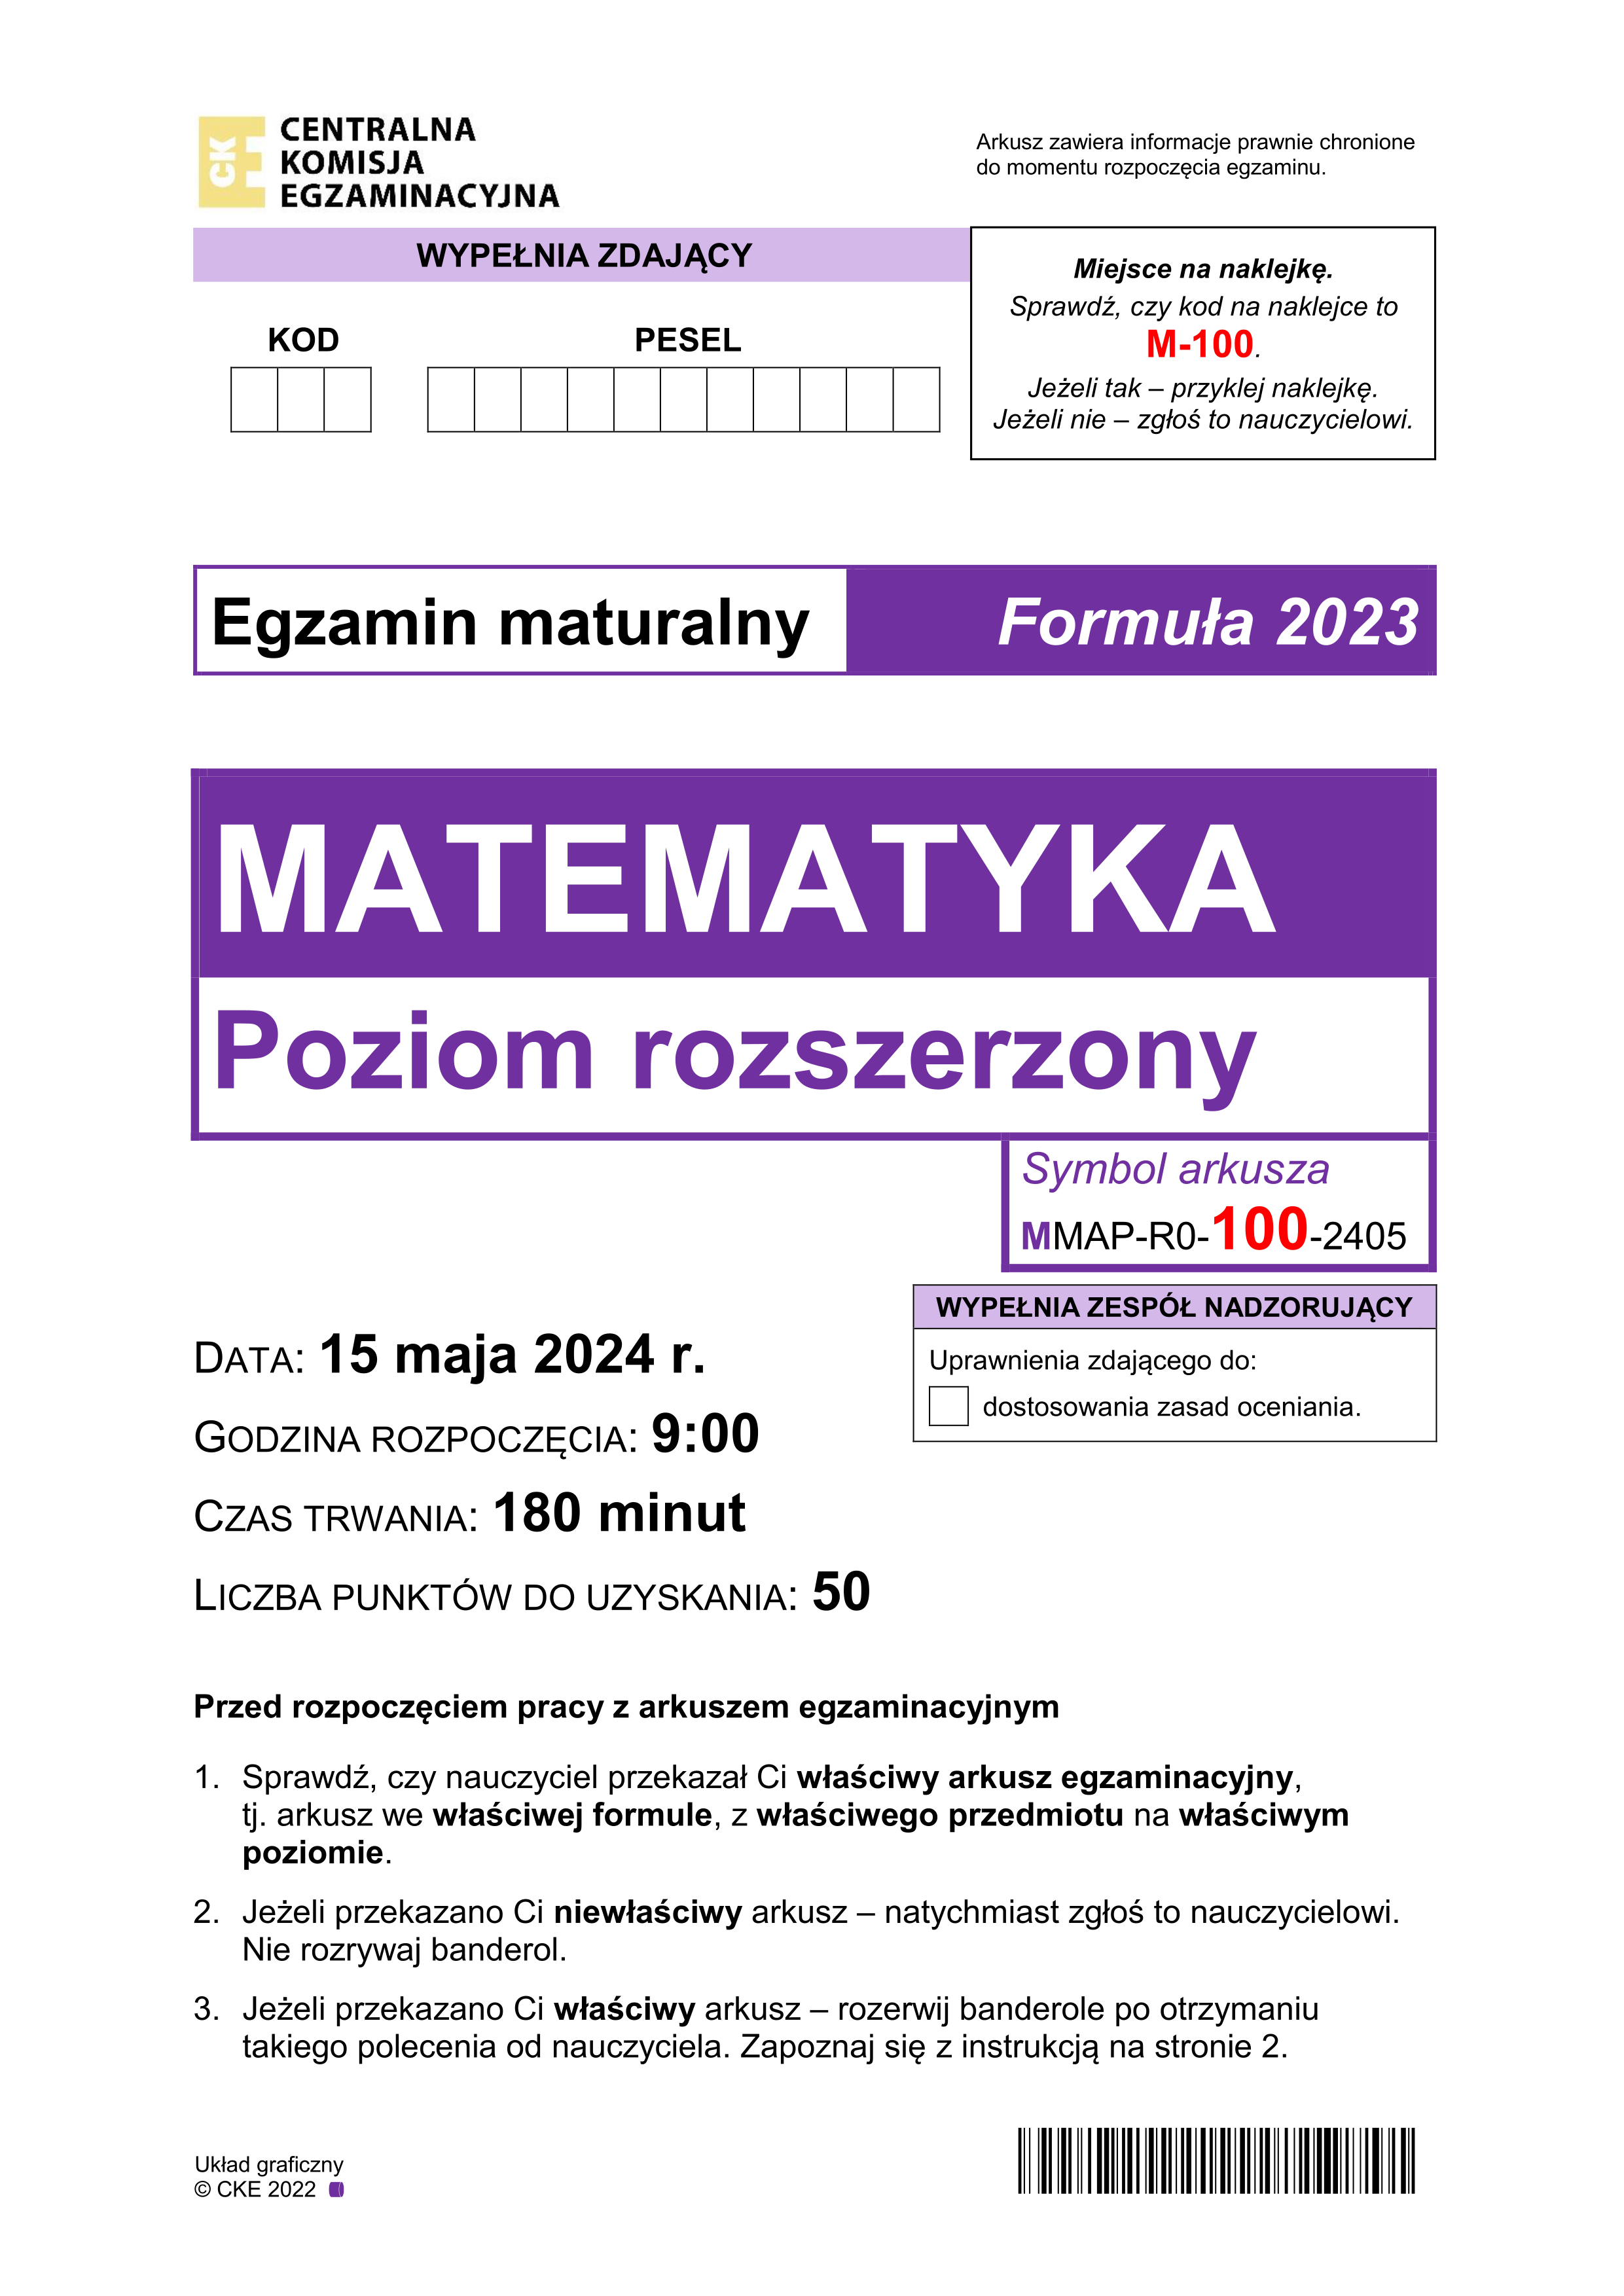 CK
CENTRALNA
KOMISJA
EGZAMINACYJNA
Arkusz zawiera informacje prawnie chronione
do momentu rozpoczęcia egzaminu.
WYPEŁNIA ZDAJĄCY
KOD
PESEL
Miejsce na naklejkę.
Sprawdź, czy kod na naklejce to
M-100.
Jeżeli tak – przyklej naklejkę.
Jeżeli nie – zgłoś to nauczycielowi.
Egzamin maturalny
Formuła 2023
MATEMATYKA
Poziom rozszerzony
Symbol arkusza
MMAP-R0-100-2405
WYPEŁNIA ZESPÓŁ NADZORUJĄCY
Uprawnienia zdającego do:
dostosowania zasad oceniania.
DATA: 15 maja 2024 r.
GODZINA ROZPOCZĘCIA: 9:00
CZAS TRWANIA: 180 minut
LICZBA PUNKTÓW DO UZYSKANIA: 50
Przed rozpoczęciem pracy z arkuszem egzaminacyjnym
1. Sprawdź, czy nauczyciel przekazał Ci właściwy arkusz egzaminacyjny,
tj. arkusz we właściwej formule, z właściwego przedmiotu na właściwym
poziomie.
2. Jeżeli przekazano Ci niewłaściwy arkusz – natychmiast zgłoś to nauczycielowi.
Nie rozrywaj banderol.
3. Jeżeli przekazano Ci właściwy arkusz – rozerwij banderole po otrzymaniu
takiego polecenia od nauczyciela. Zapoznaj się z instrukcją na stronie 2.
Układ graficzny
© CKE 2022